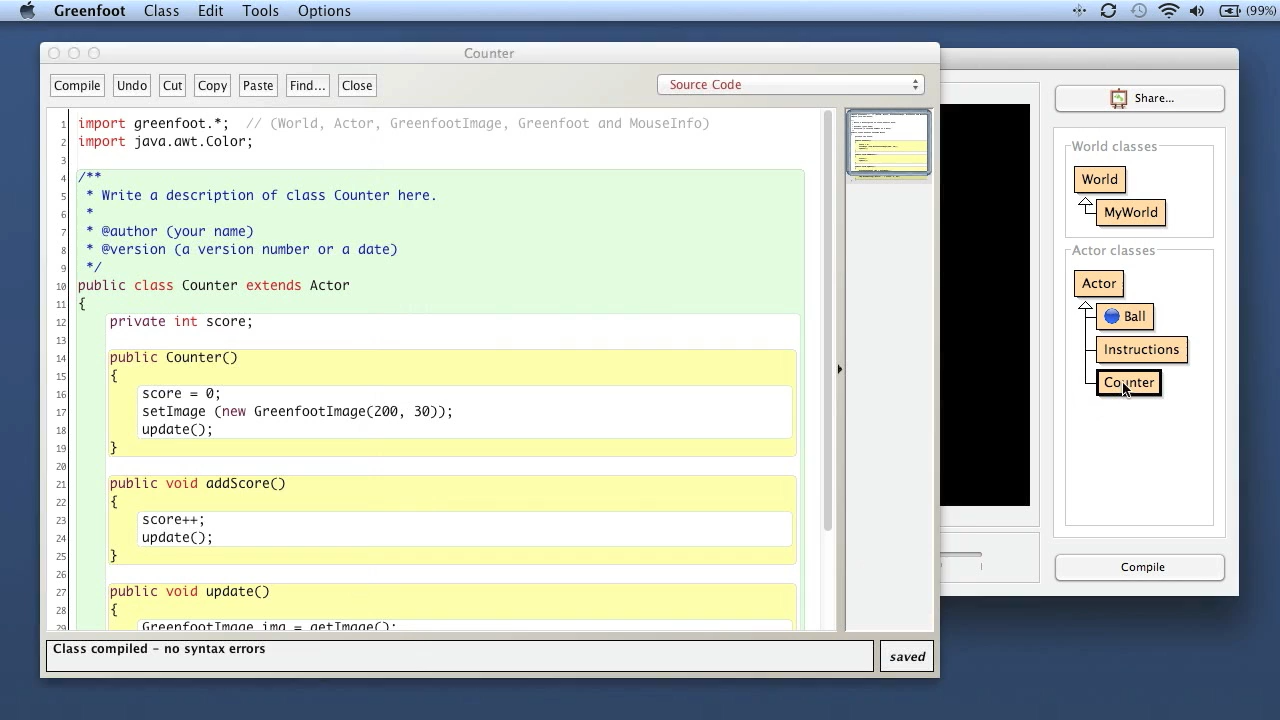 Greenfoot Class Edit Tools Options (99%)
Counter
Compile Undo Cut Copy Paste Find... Close Source Code
1 import greenfoot.*; // (World, Actor, GreenfootImage, Greenfoot and MouseInfo)
2 import java.awt.Color;
3
4 /**
5 * Write a description of class Counter here.
6 *
7 * @author (your name)
8 * @version (a version number or a date)
9 */
10 public class Counter extends Actor
11 {
12 private int score;
13
14 public Counter()
15 {
16 score = 0;
17 setImage (new GreenfootImage(200, 30));
18 update();
19 }
20
21 public void addScore()
22 {
23 score++;
24 update();
25 }
26
27 public void update()
28 {
29 GreenfootImage img = getImage();
Class compiled - no syntax errors
saved
Share...
World classes
World
MyWorld
Actor classes
Actor
Ball
Instructions
Counter
Compile